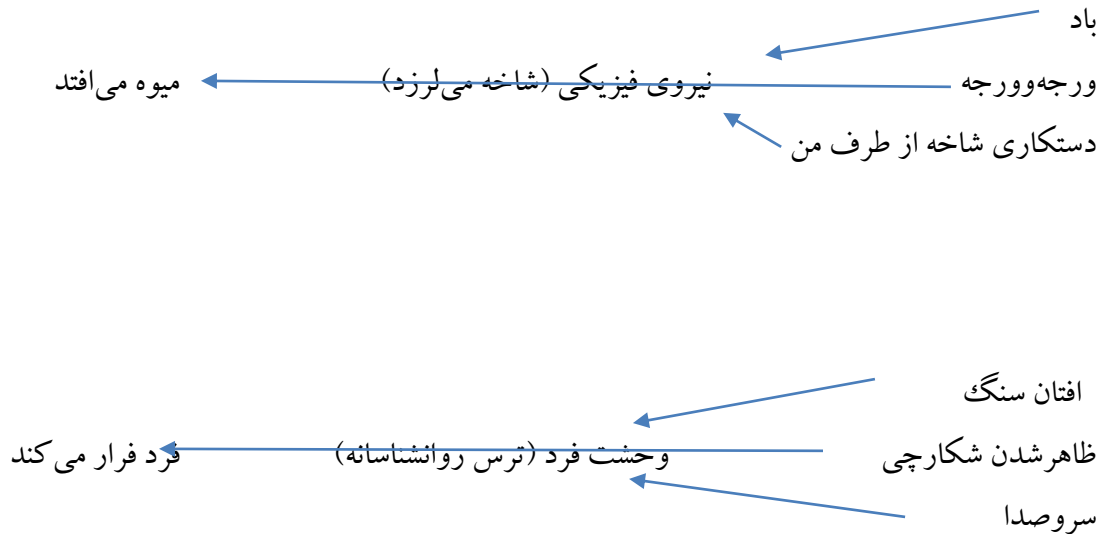 باد
ورجه‌وورجه نیروی فیزیکی (شاخه می‌لرزد) میوه می‌افتد
دستکاری شاخه از طرف من
افتان سنگ
ظاهرشدن شکارچی وحشت فرد (ترس روانشناسانه) فرد فرار می‌کند
سروصدا